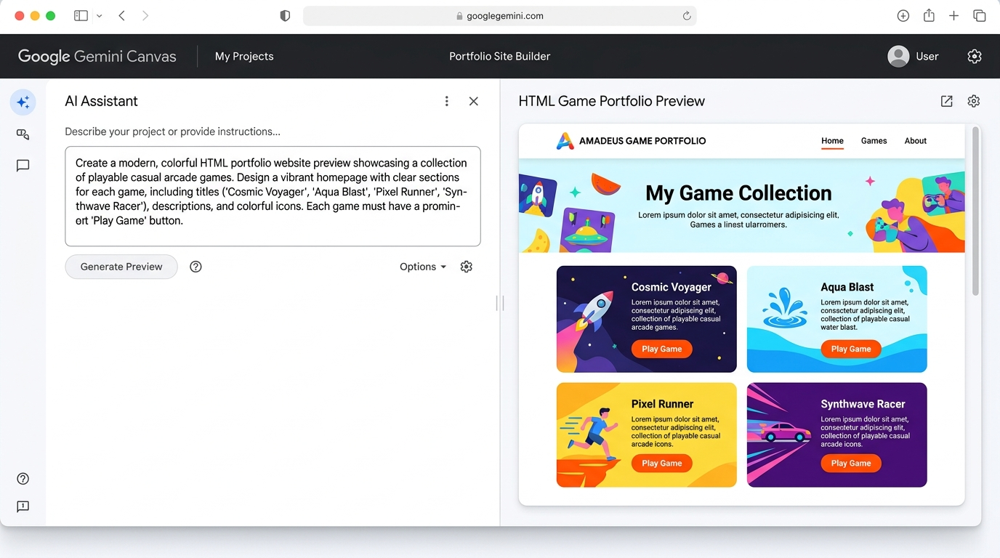 googlegemini.com
Google Gemini Canvas
My Projects
Portfolio Site Builder
User
AI Assistant
Describe your project or provide instructions...
Create a modern, colorful HTML portfolio website preview showcasing a collection
of playable casual arcade games. Design a vibrant homepage with clear sections
for each game, including titles ('Cosmic Voyager', 'Aqua Blast', 'Pixel Runner', 'Syn-
thwave Racer'), descriptions, and colorful icons. Each game must have a promin-
ort 'Play Game' button.
Generate Preview
Options
HTML Game Portfolio Preview
AMADEUS GAME PORTFOLIO
Home
Games
About
My Game Collection
Lorem ipsum dolor sit amet, consectetur adipisicing elit,
Games a linest ularromers.
Cosmic Voyager
Lorem iosum color sit amet,
consectetur adipiscing elit,
collection of playable casual
arcade games.
Play Game
Aqua Blast
Lorem ipsum dolor sit amet,
conssctetur adipiscing elit,
collection of playable casual
water blast.
Play Game
Pixel Runner
Lorem ipsum dolor sit amet,
consectetur adipiscing elit,
collection of playable casual
arcade icons.
Play Game
Synthwave Racer
Lorem ipsum dolor sit amet,
consectetur adipiscing elit,
collection of playable casual
arcade icons.
Play Game